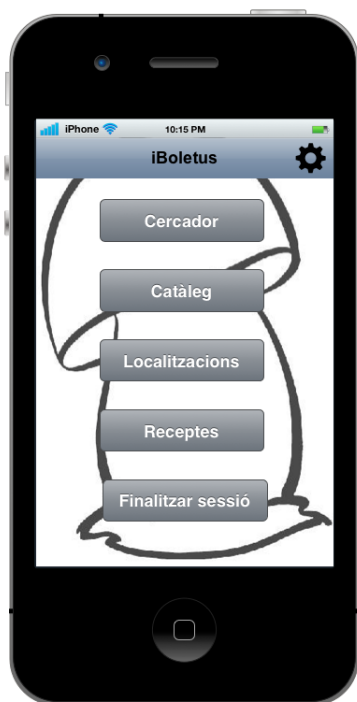 iPhone 10:15 PM
iBoletus
Cercador
Catàleg
Localitzacions
Receptes
Finalitzar sessió